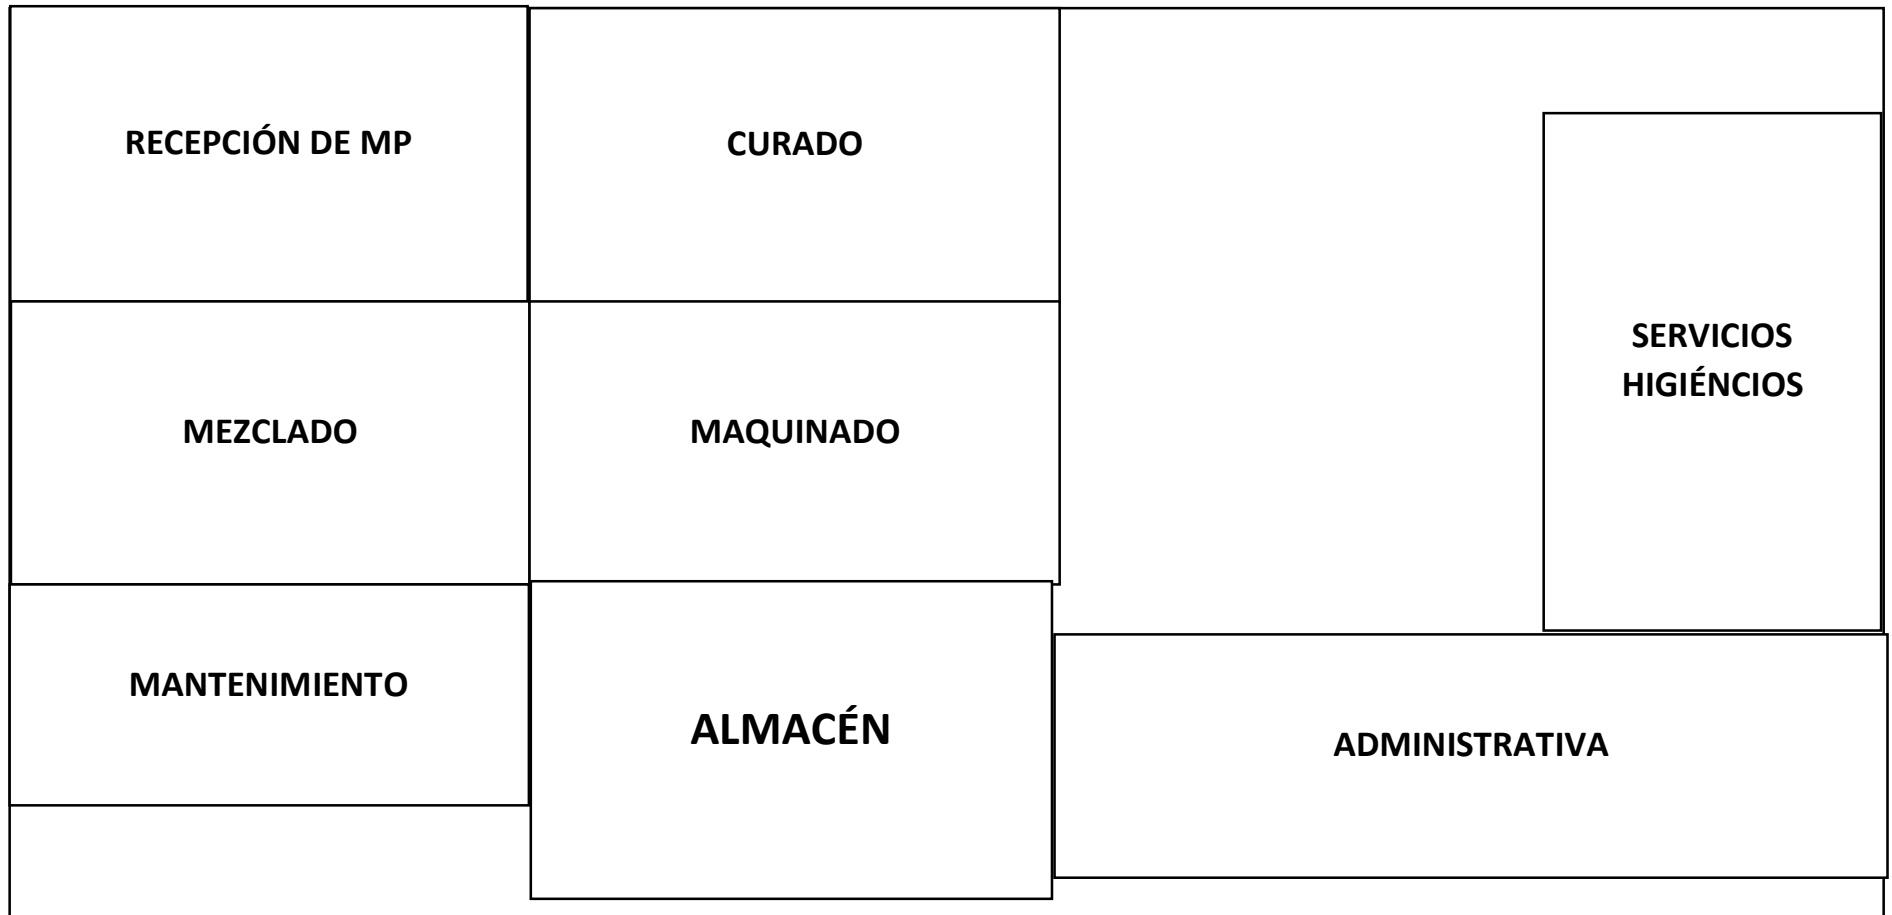 RECEPCIÓN DE MP
CURADO
SERVICIOS
HIGIÉNCIOS
MEZCLADO
MAQUINADO
MANTENIMIENTO
ALMACÉN
ADMINISTRATIVA